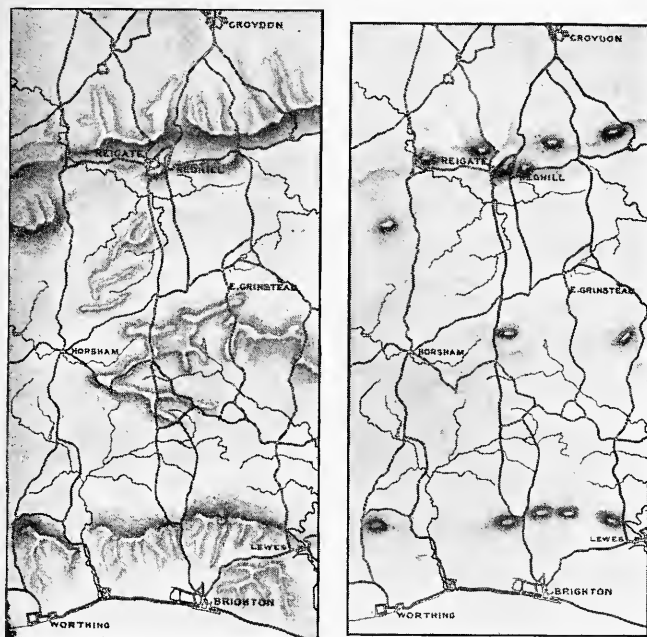 CROYDON
REIGATE
REDHILL
E. GRINSTEAD
HORSHAM
LEWES
BRIGHTON
WORTHING
CROYDON
REIGATE
REDHILL
E. GRINSTEAD
HORSHAM
LEWES
BRIGHTON
WORTHING